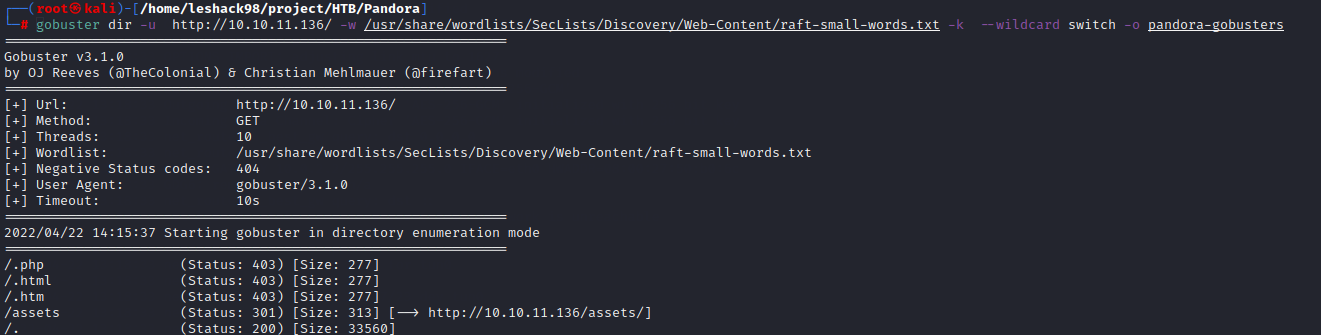 ┌──(root㉿kali)-[/home/leshack98/project/HTB/Pandora]
└─# gobuster dir -u  http://10.10.11.136/ -w /usr/share/wordlists/SecLists/Discovery/Web-Content/raft-small-words.txt -k  --wildcard switch -o pandora-gobusters
===============================================================
Gobuster v3.1.0
by OJ Reeves (@TheColonial) & Christian Mehlmauer (@firefart)
===============================================================
[+] Url:                     http://10.10.11.136/
[+] Method:                  GET
[+] Threads:                 10
[+] Wordlist:                /usr/share/wordlists/SecLists/Discovery/Web-Content/raft-small-words.txt
[+] Negative Status codes:   404
[+] User Agent:              gobuster/3.1.0
[+] Timeout:                 10s
===============================================================
2022/04/22 14:15:37 Starting gobuster in directory enumeration mode
===============================================================
/.php                 (Status: 403) [Size: 277]
/.html                (Status: 403) [Size: 277]
/.htm                 (Status: 403) [Size: 277]
/assets               (Status: 301) [Size: 313] [--> http://10.10.11.136/assets/]
/.                    (Status: 200) [Size: 33560]